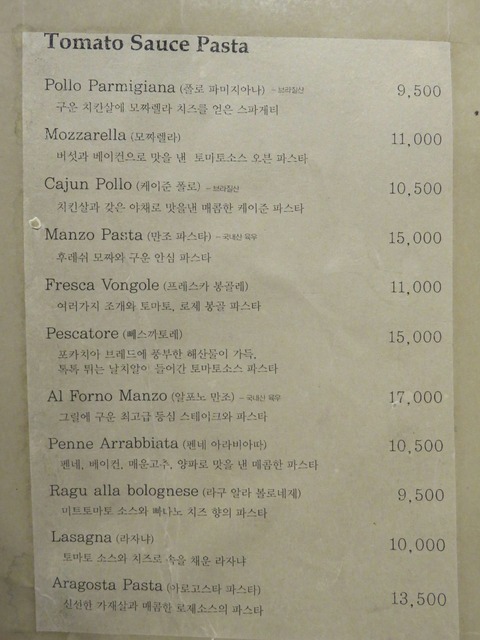 Tomato Sauce Pasta
Pollo Parmigiana (폴로 파미지아나) - 브라질산 9,500
구운 치킨살에 모짜렐라 치즈를 얻은 스파게티
Mozzarella (모짜렐라) 11,000
버섯과 베이컨으로 맛을 낸 토미토소스 오븐 파스타
Cajun Pollo (케이준 폴로) - 브라질산 10,500
치킨살과 갖은 야채로 맛을낸 매콤한 케이준 파스타
Manzo Pasta (만조 파스타) - 국내산 육우 15,000
후레쉬 모짜와 구운 안심 파스타
Fresca Vongole (프레스카 봉골레) 11,000
여러가지 조개와 토마토, 로제 봉골 파스타
Pescatore (빼스까토레) 15,000
포카치아 브레드에 풍부한 해산물이 가득,
톡톡 튀는 날치알이 들어간 토마토소스 파스타
Al Forno Manzo (알포노 만조) - 국내산 육우 17,000
그릴에 구운 최고급 등심 스테이크와 파스타
Penne Arrabbiata (펜네 아라비아따) 10,500
펜네, 베이컨, 매운고추, 양파로 맛을 낸 매콤한 파스타
Ragu alla bolognese (라구 알라 볼로네재) 9,500
미트토마토 소스와 빠나노 치즈 향의 파스타
Lasagna (라자냐) 10,000
토마토 소스와 치즈로 속을 채운 라자냐
Aragosta Pasta (아로고스타 파스타) 13,500
신선한 가재살과 매콤한 로제소스의 파스타